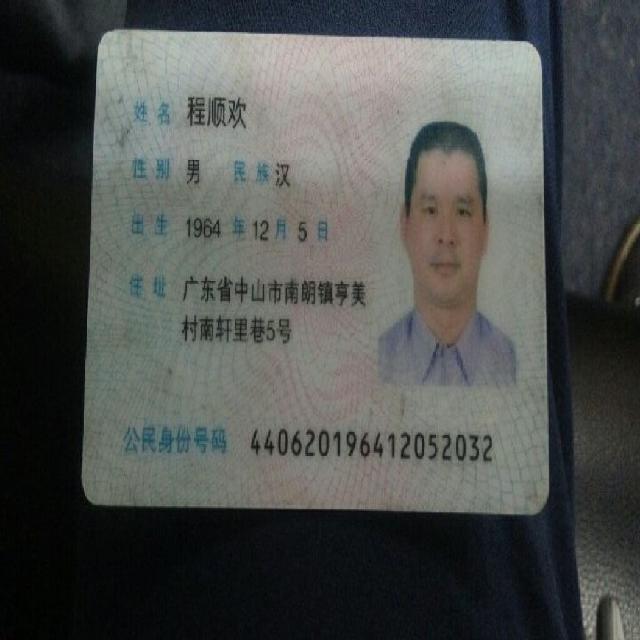 姓名 程顺欢
性别 男 民族 汉
出生 1964 年 12 月 5 日
住址 广东省中山市南朗镇亨美
村南轩里巷5号
公民身份号码 440620196412052032